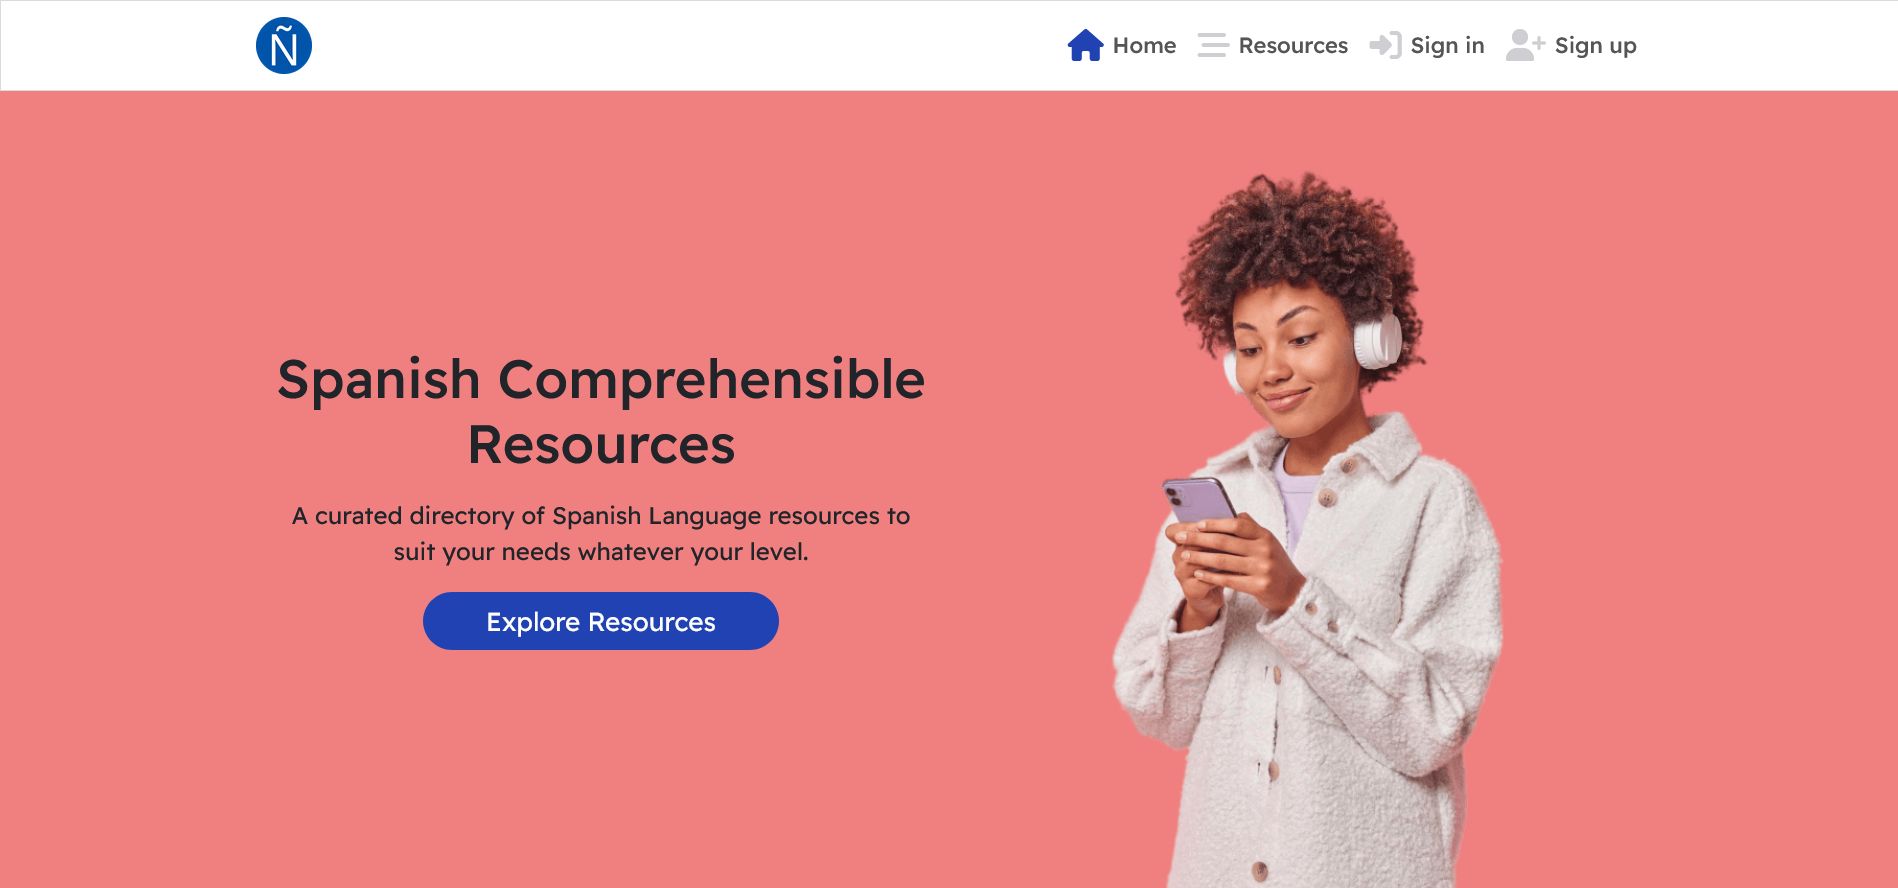 Ñ
Home Resources Sign in Sign up
Spanish Comprehensible
Resources
A curated directory of Spanish Language resources to
suit your needs whatever your level.
Explore Resources